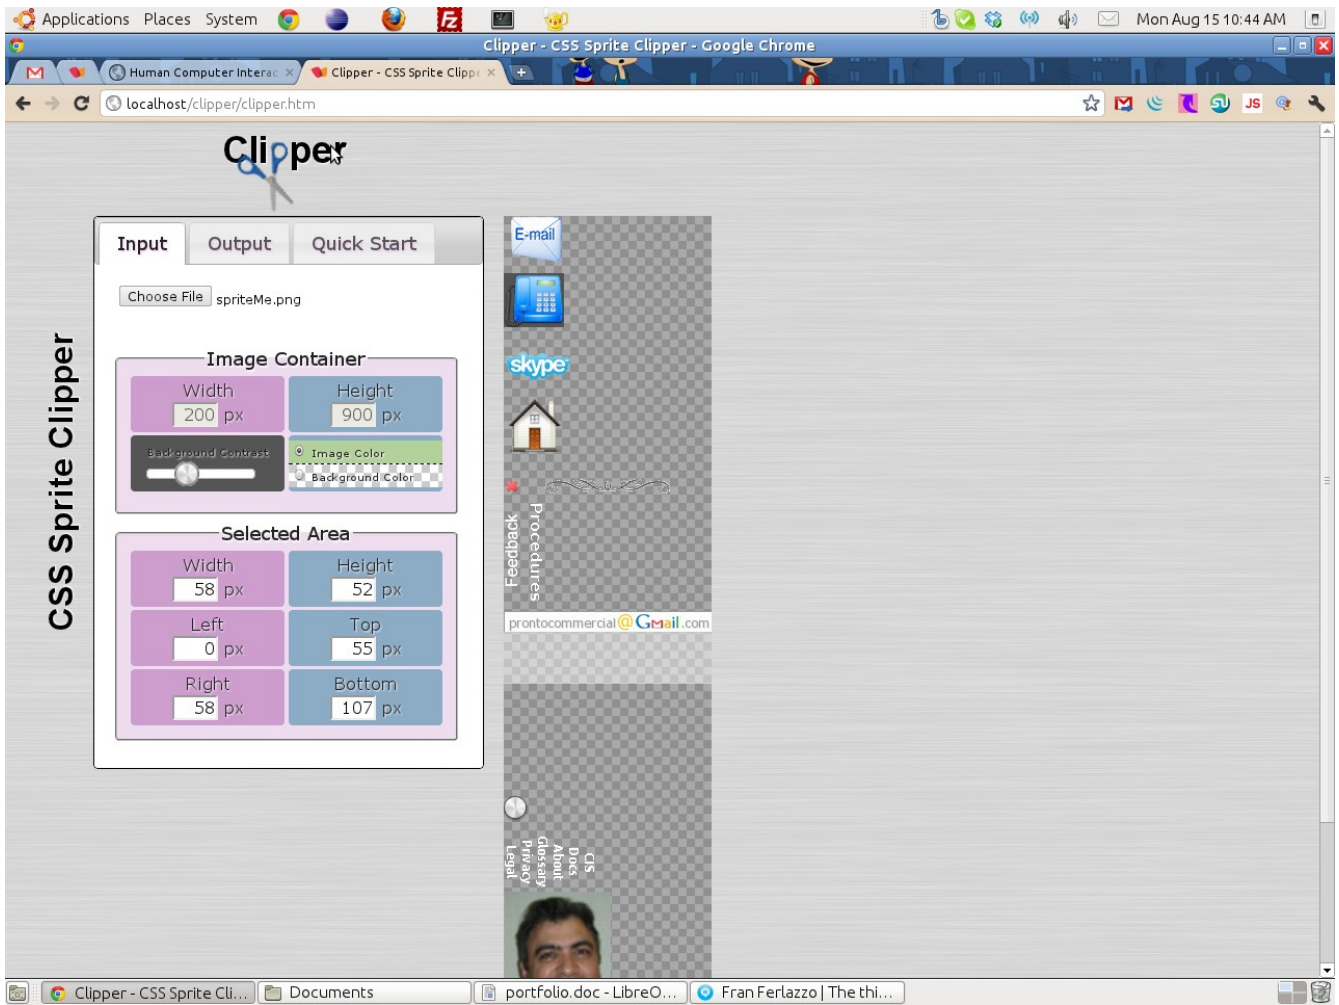 Applications Places System
Mon Aug 15 10:44 AM
Clipper - CSS Sprite Clipper - Google Chrome
Human Computer Interac
Clipper - CSS Sprite Clippe
localhost/clipper/clipper.htm
JS
Clipper
CSS Sprite Clipper
Input Output Quick Start
Choose File spriteMe.png
Image Container
Width Height
200 px 900 px
Background Contrast
Image Color
Background Color
Selected Area
Width Height
58 px 52 px
Left Top
0 px 55 px
Right Bottom
58 px 107 px
E-mail
skype
Feedback
Procedures
prontocommercial@Gmail.com
Legal
Privacy
Glossary
About
Docs
CIS
Clipper - CSS Sprite Cli...
Documents
portfolio.doc - LibreO...
Fran Ferlazzo | The thi...